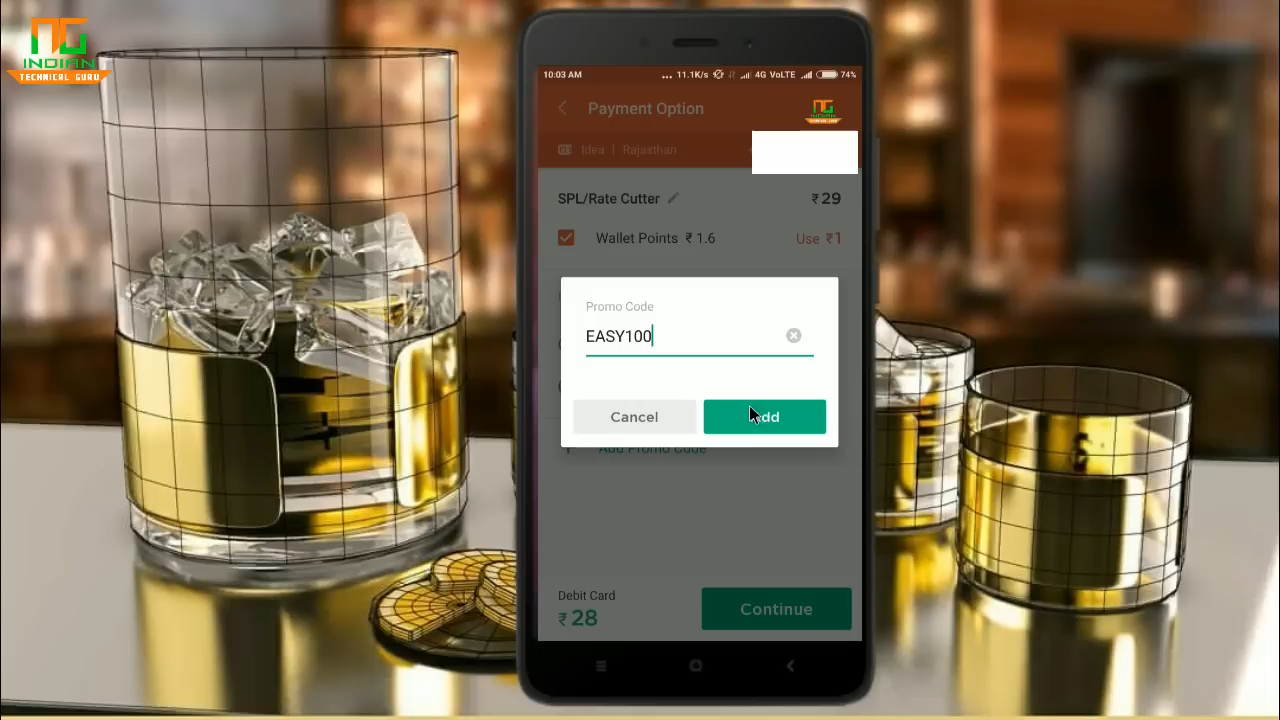 INDIAN
TECHNICAL GURU
10:03 AM
... 11.1K/s 4G VoLTE 74%
Payment Option
INDIAN
Idea | Rajasthan
SPL/Rate Cutter ₹29
Wallet Points ₹ 1.6 Use ₹1
Promo Code
EASY100
Cancel
Add Promo Code
Debit Card
₹ 28
Continue